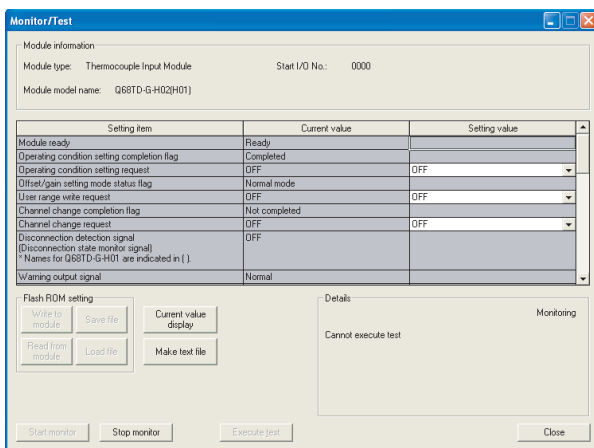 Monitor/Test
Module information
Module type: Thermocouple Input Module Start I/O No.: 0000
Module model name: Q68TD-G-H02(H01)
Setting item Current value Setting value
Module ready Ready
Operating condition setting completion flag Completed
Operating condition setting request OFF OFF
Offset/gain setting mode status flag Normal mode
User range write request OFF OFF
Channel change completion flag Not completed
Channel change request OFF OFF
Disconnection detection signal OFF
(Disconnection state monitor signal)
* Names for Q68TD-G-H01 are indicated in ( ).
Warning output signal Normal
Flash ROM setting
Write to
module
Save file
Current value
display
Read from
module
Load file
Make text file
Details
Monitoring
Cannot execute test
Start monitor Stop monitor Execute test Close